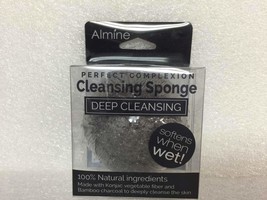 Almine
PERFECT COMPLEXION
Cleansing Sponge
DEEP CLEANSING
softens
when
wet!
100% Natural ingredients.
Made with Konjac vegetable fiber and
Bamboo charcoal to deeply cleanse the skin.